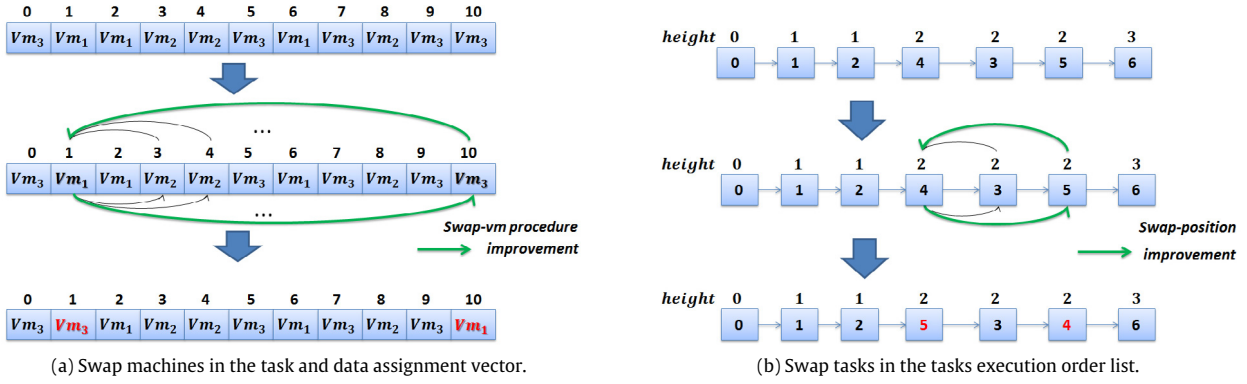 0 1 2 3 4 5 6 7 8 9 10
Vm₃ Vm₁ Vm₁ Vm₂ Vm₂ Vm₃ Vm₁ Vm₃ Vm₂ Vm₃ Vm₃
...
0 1 2 3 4 5 6 7 8 9 10
Vm₃ Vm₁ Vm₁ Vm₂ Vm₂ Vm₃ Vm₁ Vm₃ Vm₂ Vm₃ Vm₃
...
Swap-vm procedure
improvement
0 1 2 3 4 5 6 7 8 9 10
Vm₃ Vm₃ Vm₁ Vm₂ Vm₂ Vm₃ Vm₁ Vm₃ Vm₂ Vm₃ Vm₁
(a) Swap machines in the task and data assignment vector.
height 0 1 1 2 2 2 3
0 1 2 4 3 5 6
height 0 1 1 2 2 2 3
0 1 2 4 3 5 6
Swap-position
improvement
height 0 1 1 2 2 2 3
0 1 2 5 3 4 6
(b) Swap tasks in the tasks execution order list.